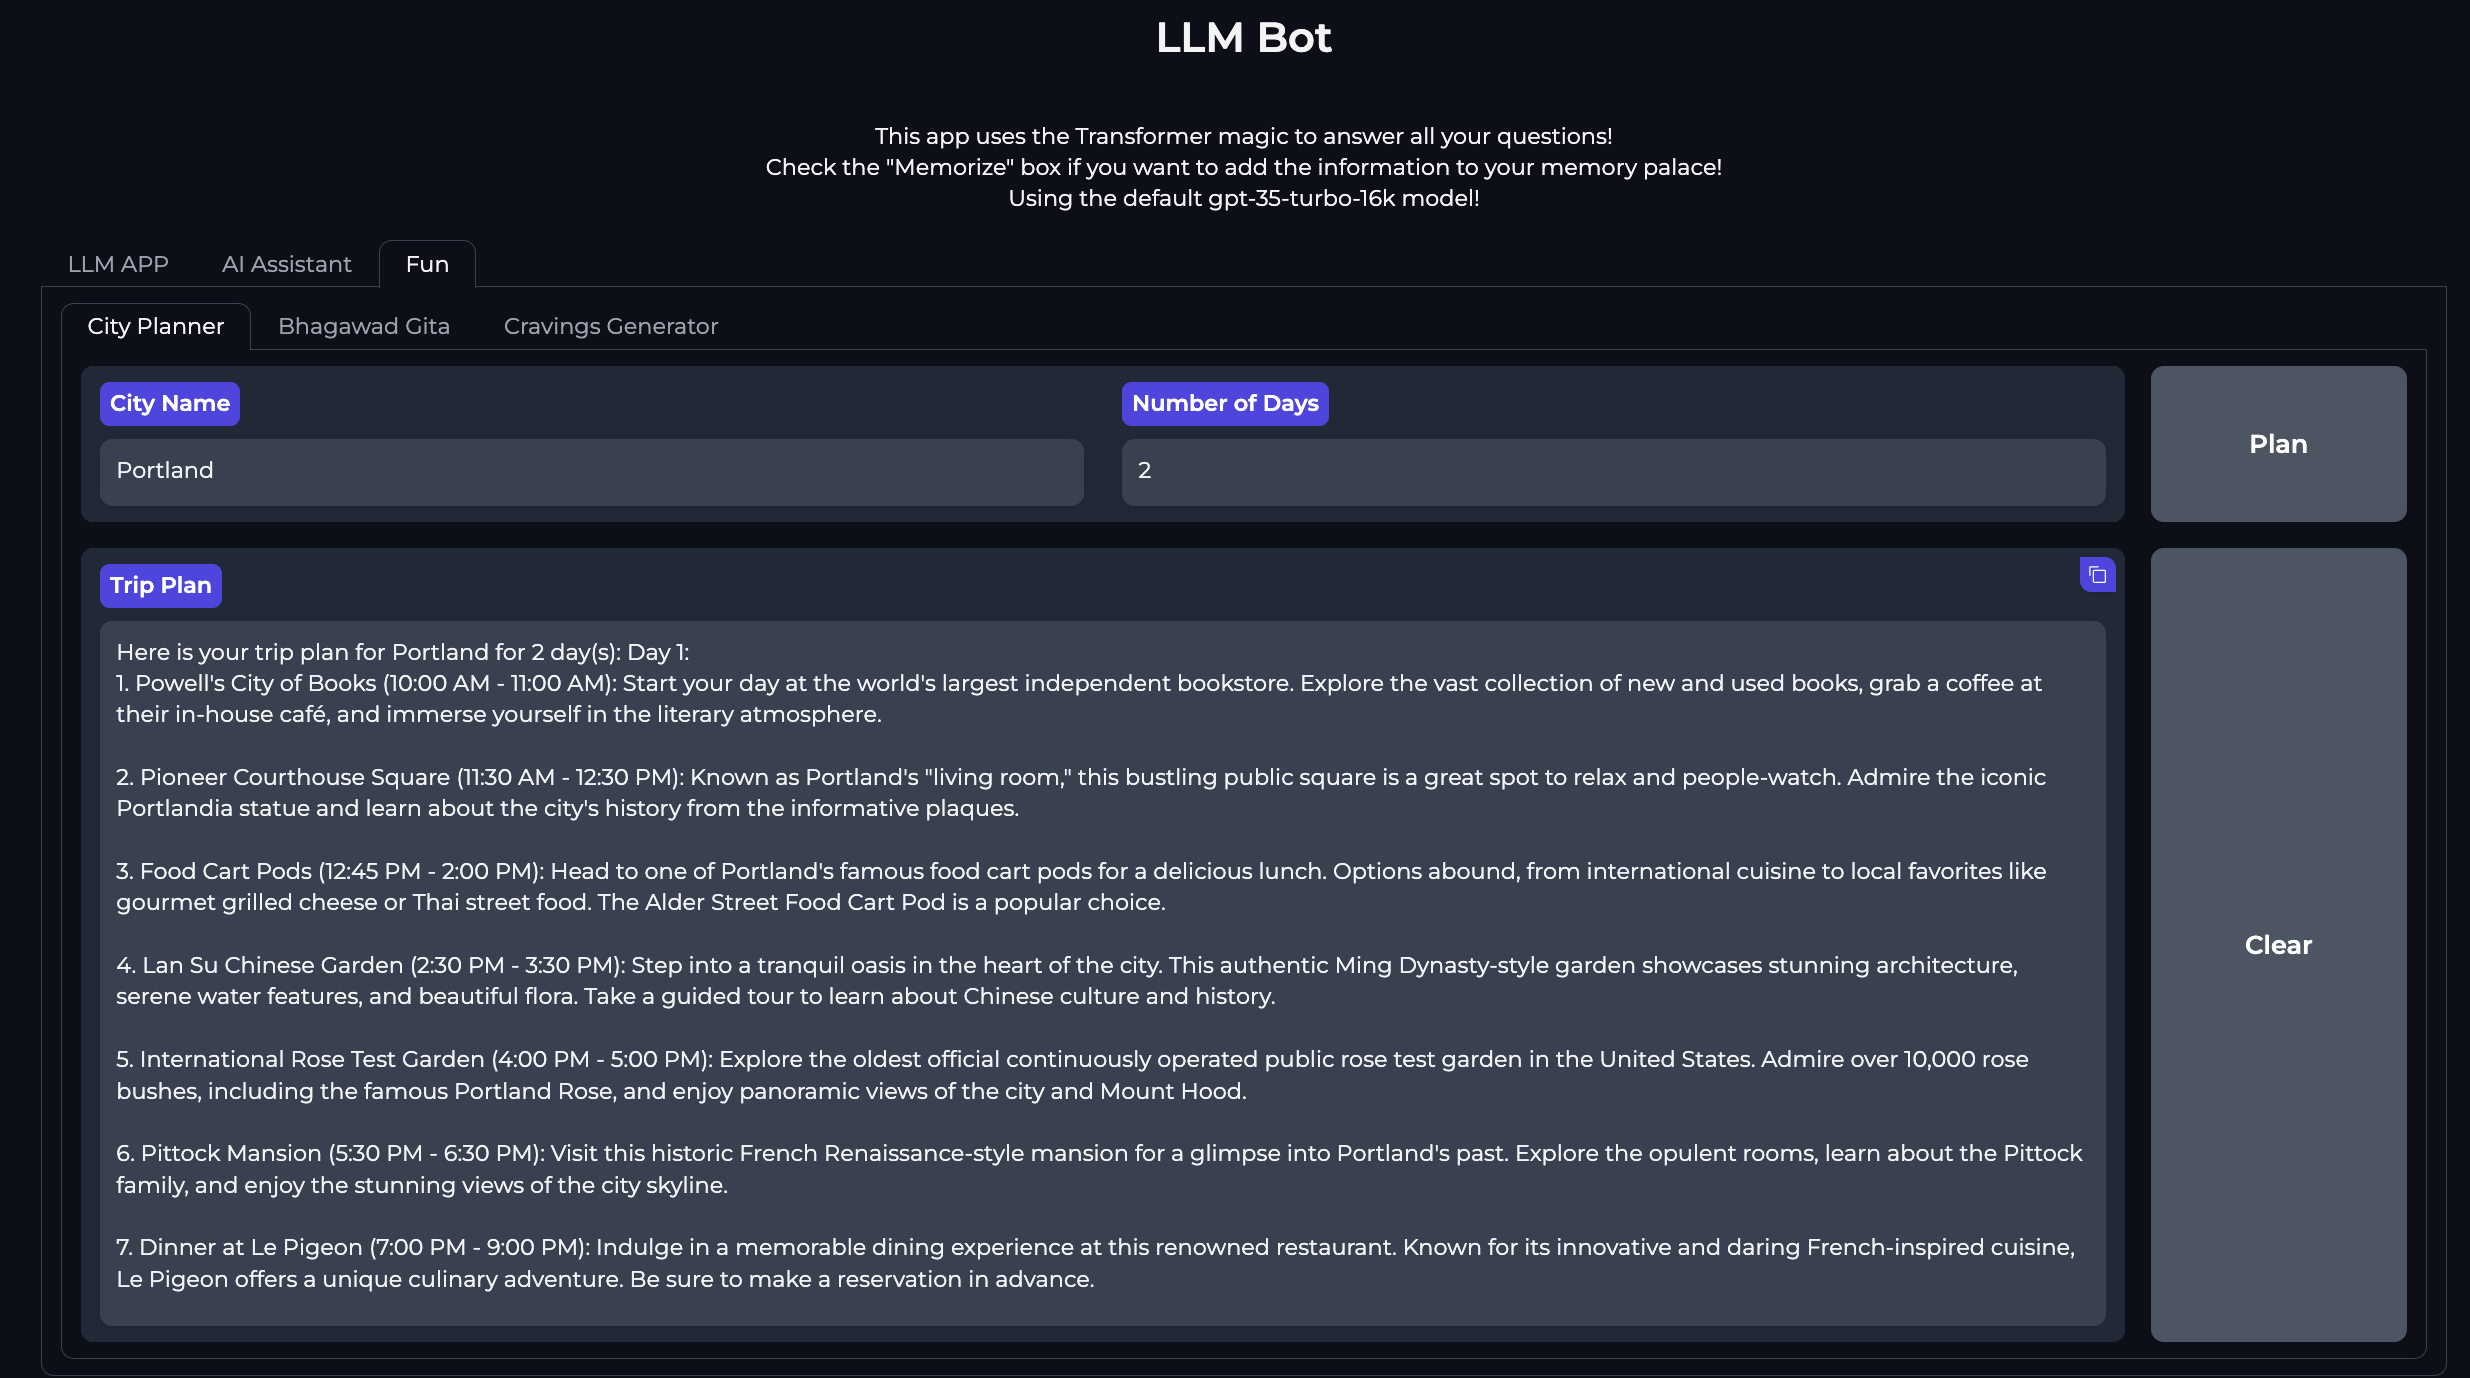 LLM Bot
This app uses the Transformer magic to answer all your questions!
Check the "Memorize" box if you want to add the information to your memory palace!
Using the default gpt-35-turbo-16k model!
LLM APP
AI Assistant
Fun
City Planner
Bhagawad Gita
Cravings Generator
City Name
Number of Days
Plan
Portland
2
Trip Plan
Here is your trip plan for Portland for 2 day(s): Day 1:
1. Powell's City of Books (10:00 AM - 11:00 AM): Start your day at the world's largest independent bookstore. Explore the vast collection of new and used books, grab a coffee at
their in-house café, and immerse yourself in the literary atmosphere.
2. Pioneer Courthouse Square (11:30 AM - 12:30 PM): Known as Portland's "living room," this bustling public square is a great spot to relax and people-watch. Admire the iconic
Portlandia statue and learn about the city's history from the informative plaques.
3. Food Cart Pods (12:45 PM - 2:00 PM): Head to one of Portland's famous food cart pods for a delicious lunch. Options abound, from international cuisine to local favorites like
gourmet grilled cheese or Thai street food. The Alder Street Food Cart Pod is a popular choice.
4. Lan Su Chinese Garden (2:30 PM - 3:30 PM): Step into a tranquil oasis in the heart of the city. This authentic Ming Dynasty-style garden showcases stunning architecture,
serene water features, and beautiful flora. Take a guided tour to learn about Chinese culture and history.
5. International Rose Test Garden (4:00 PM - 5:00 PM): Explore the oldest official continuously operated public rose test garden in the United States. Admire over 10,000 rose
bushes, including the famous Portland Rose, and enjoy panoramic views of the city and Mount Hood.
6. Pittock Mansion (5:30 PM - 6:30 PM): Visit this historic French Renaissance-style mansion for a glimpse into Portland's past. Explore the opulent rooms, learn about the Pittock
family, and enjoy the stunning views of the city skyline.
7. Dinner at Le Pigeon (7:00 PM - 9:00 PM): Indulge in a memorable dining experience at this renowned restaurant. Known for its innovative and daring French-inspired cuisine,
Le Pigeon offers a unique culinary adventure. Be sure to make a reservation in advance.
Clear